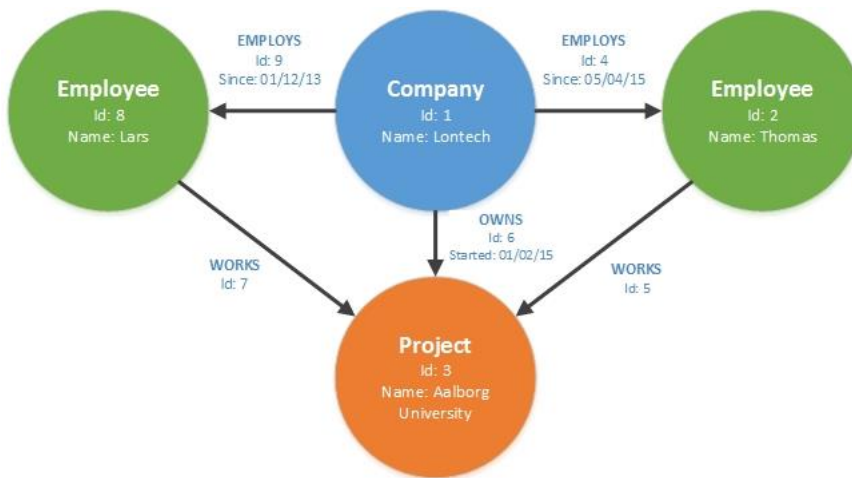 EMPLOYS
Id: 9
Since: 01/12/13
EMPLOYS
Id: 4
Since: 05/04/15
Employee
Id: 8
Name: Lars
Company
Id: 1
Name: Lontech
Employee
Id: 2
Name: Thomas
OWNS
Id: 6
Started: 01/02/15
WORKS
Id: 7
WORKS
Id: 5
Project
Id: 3
Name: Aalborg
University